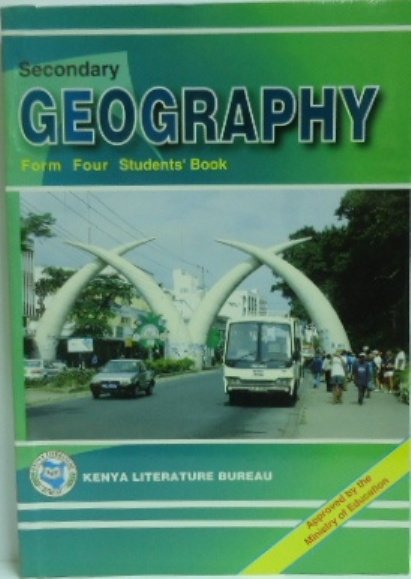 Secondary
GEOGRAPHY
Form Four Students' Book
KENYA LITERATURE BUREAU
Approved by the
Ministry of Education